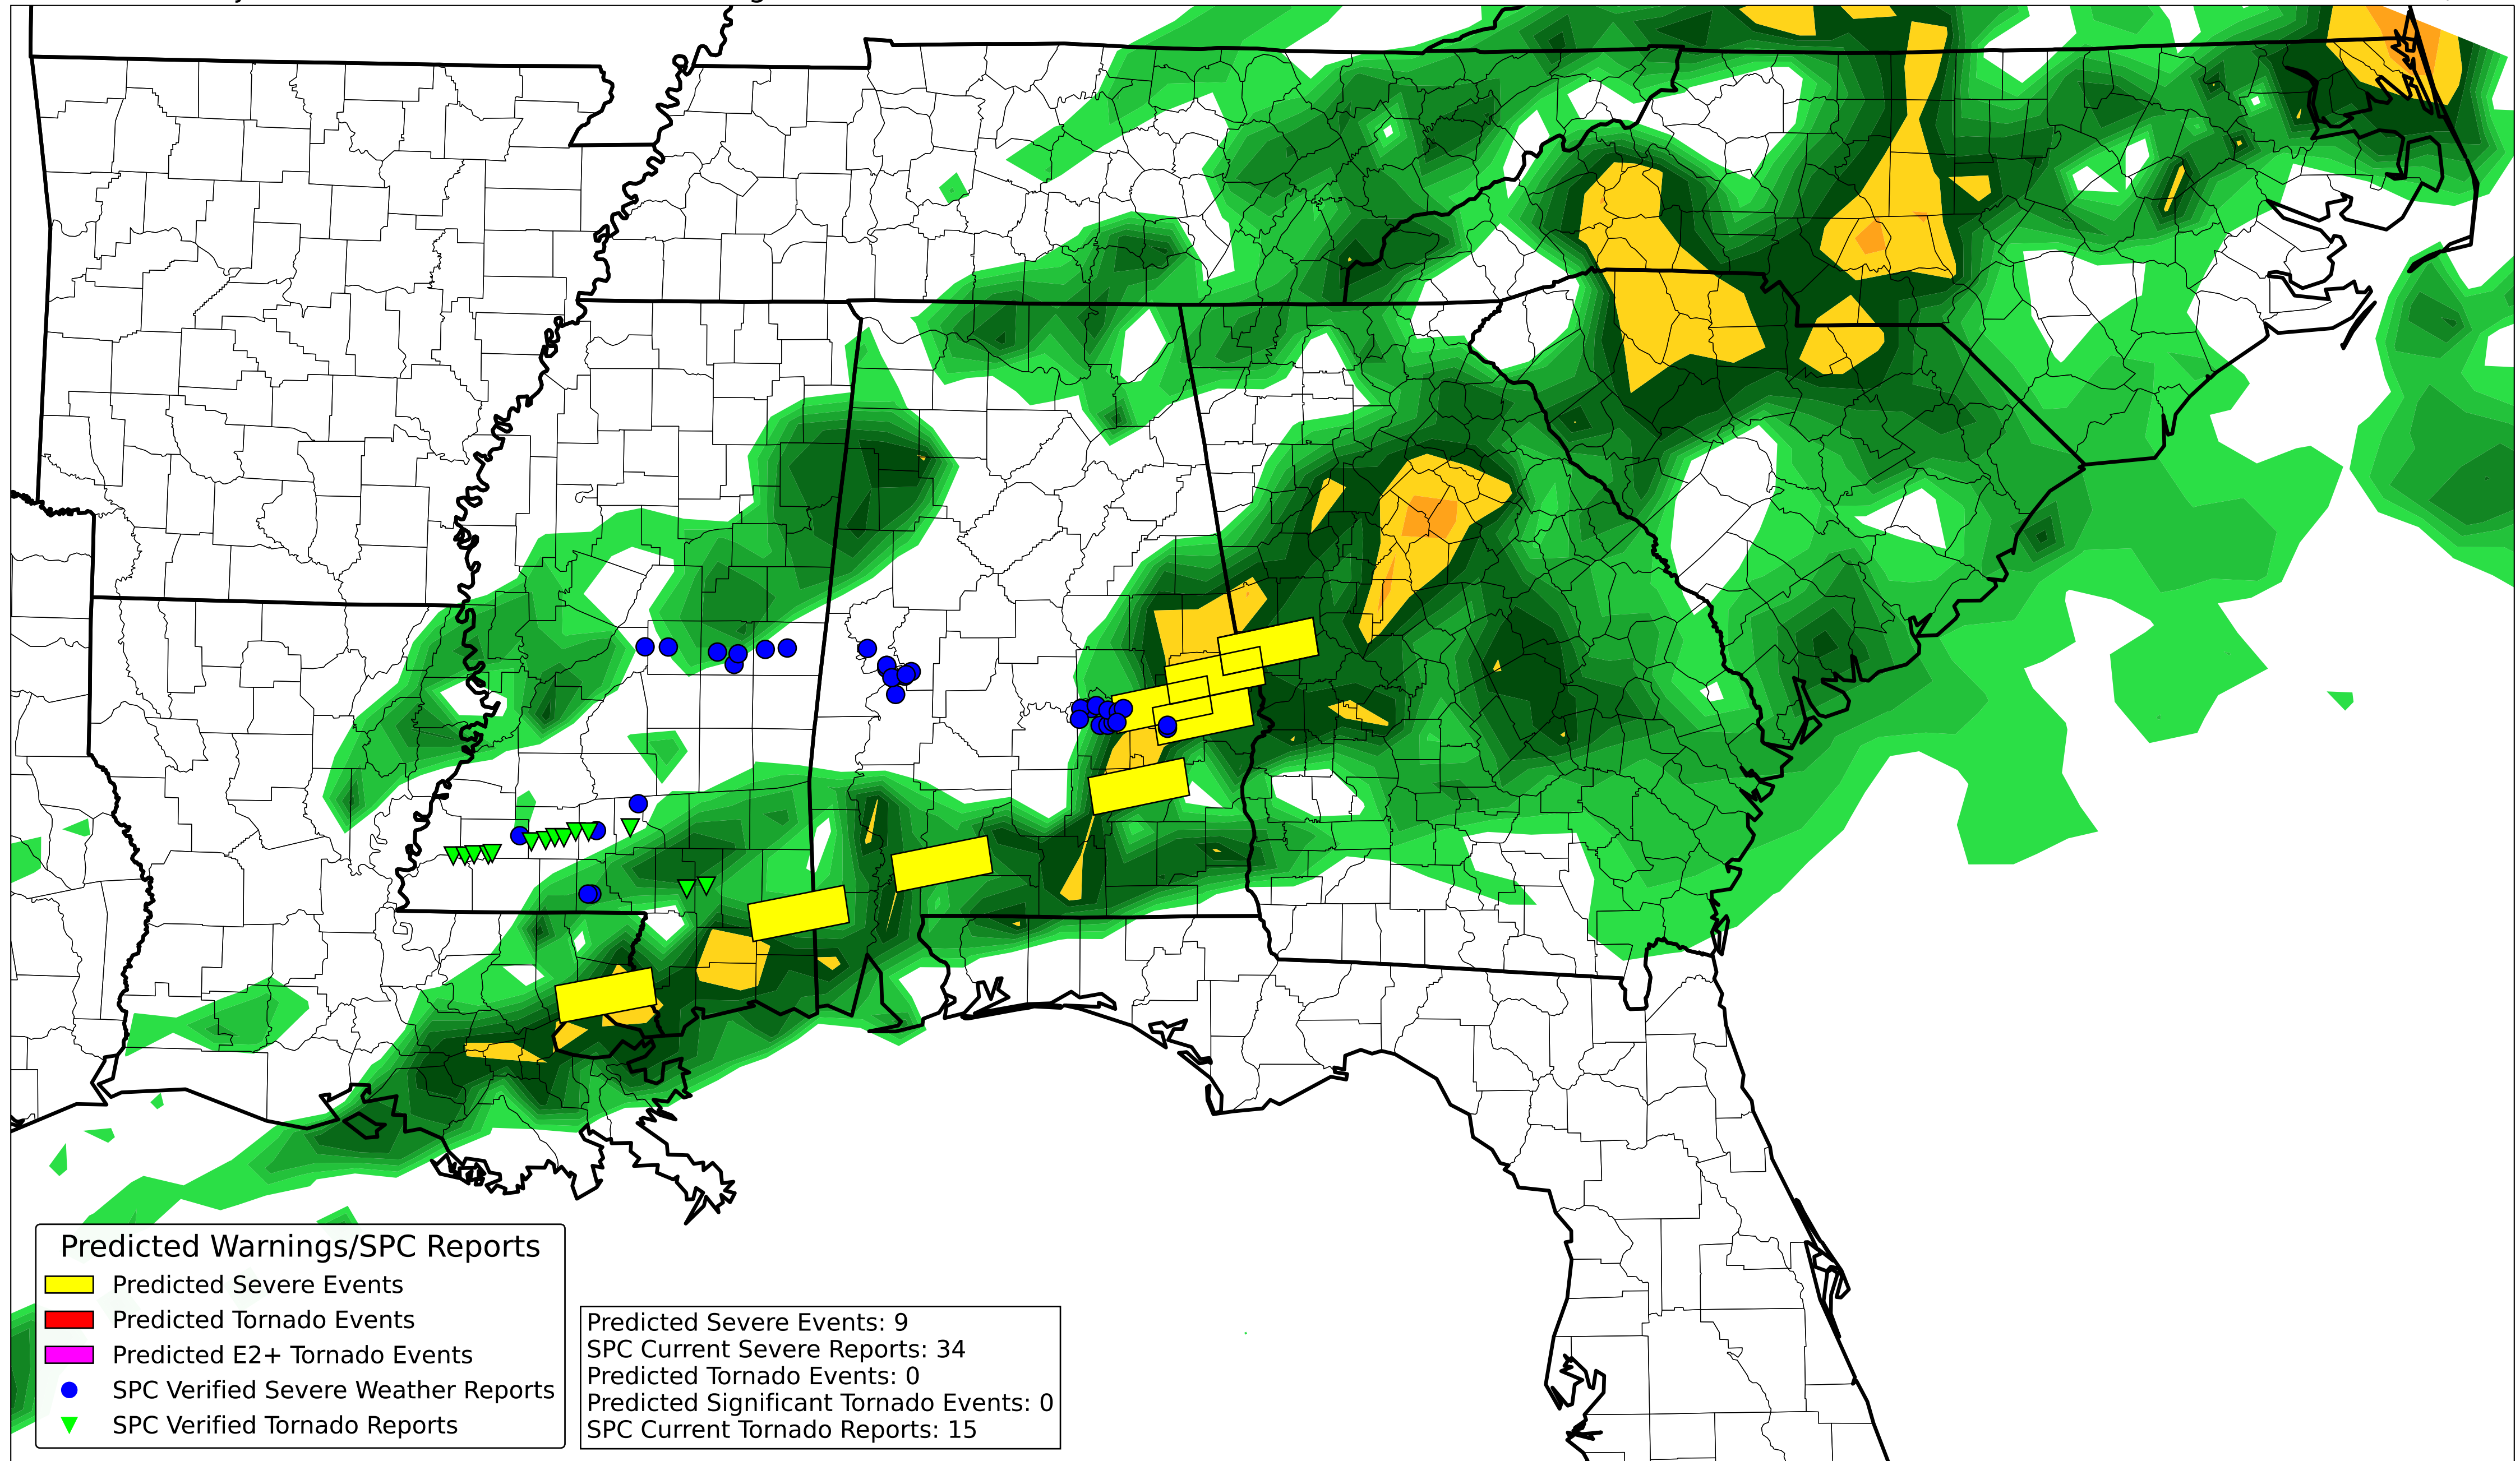 Predicted Warnings/SPC Reports
Predicted Severe Events
Predicted Tornado Events
Predicted E2+ Tornado Events
SPC Verified Severe Weather Reports
SPC Verified Tornado Reports
Predicted Severe Events: 9
SPC Current Severe Reports: 34
Predicted Tornado Events: 0
Predicted Significant Tornado Events: 0
SPC Current Tornado Reports: 15